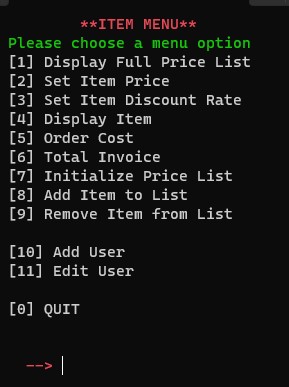 **ITEM MENU**
Please choose a menu option
[1] Display Full Price List
[2] Set Item Price
[3] Set Item Discount Rate
[4] Display Item
[5] Order Cost
[6] Total Invoice
[7] Initialize Price List
[8] Add Item to List
[9] Remove Item from List
[10] Add User
[11] Edit User
[0] QUIT
-->